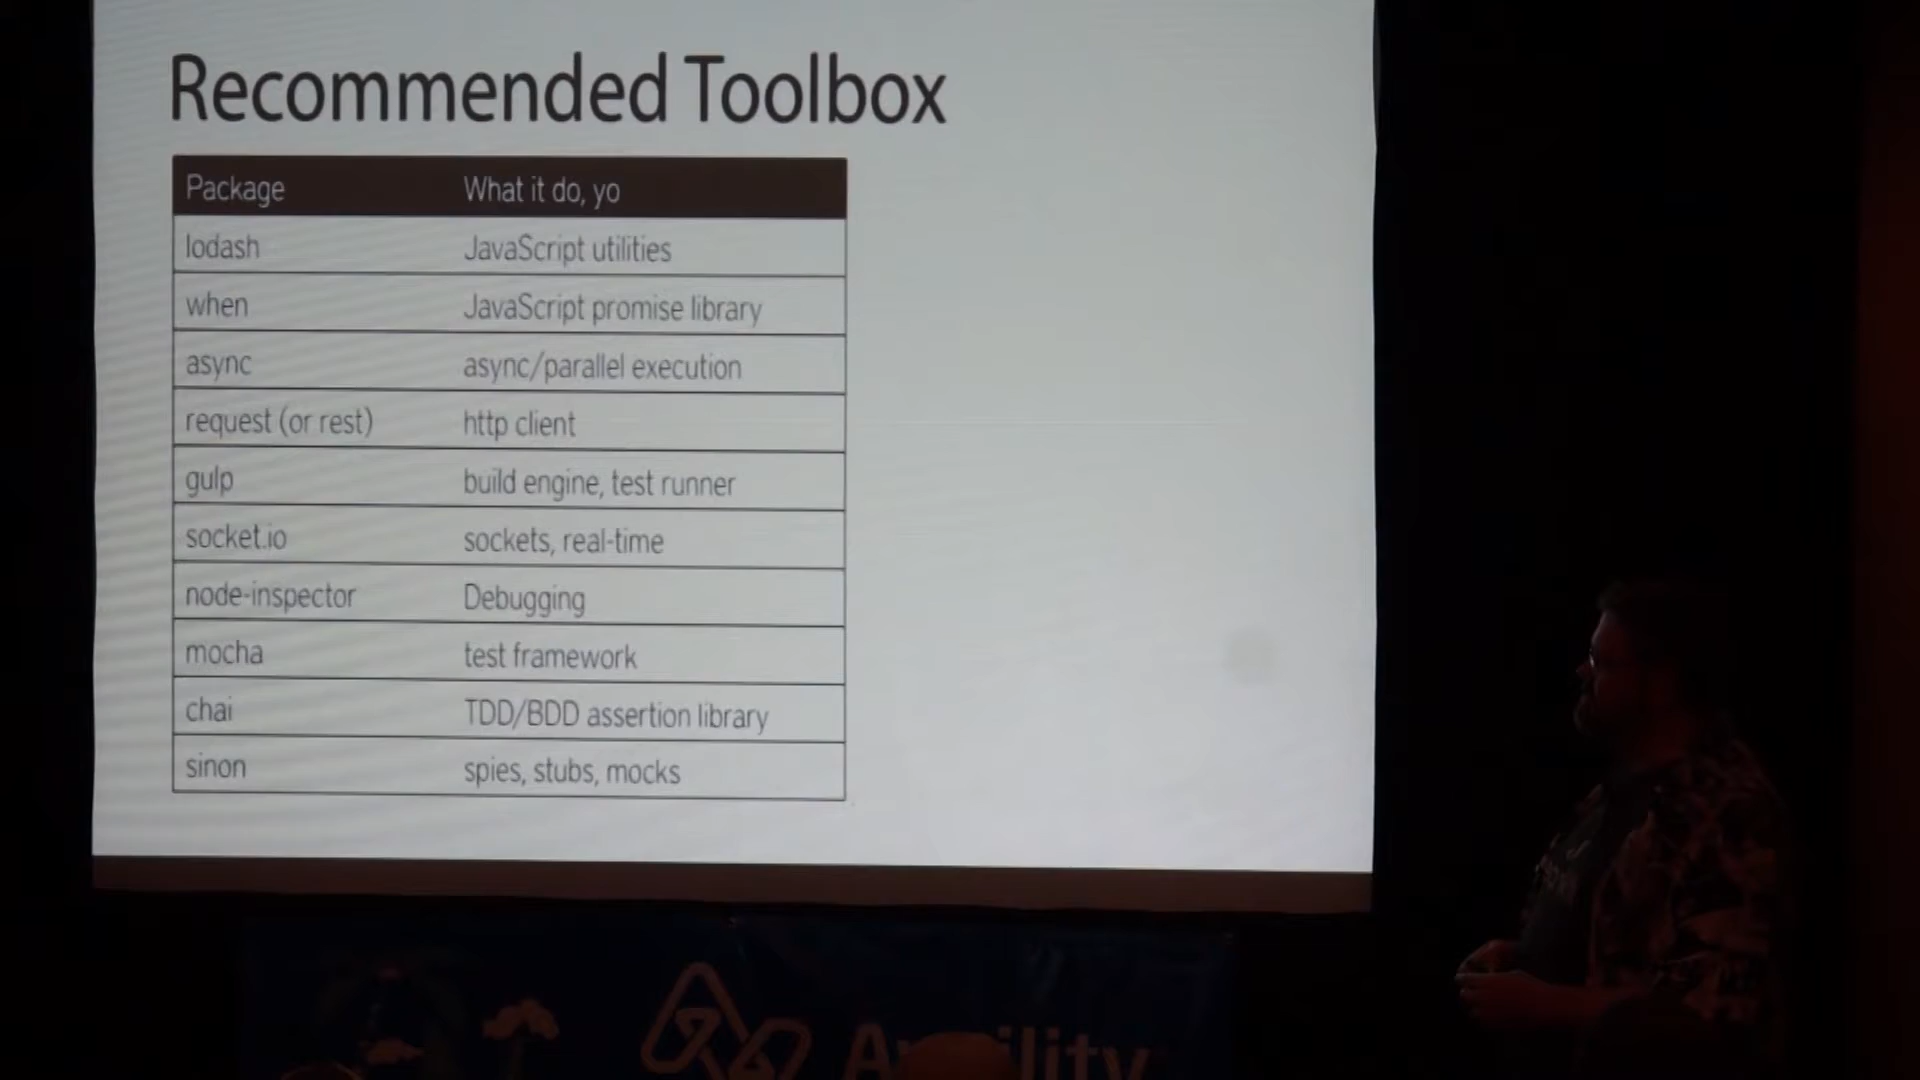 Recommended Toolbox
Package What it do, yo
lodash JavaScript utilities
when JavaScript promise library
async async/parallel execution
request (or rest) http client
gulp build engine, test runner
socket.io sockets, real-time
node-inspector Debugging
mocha test framework
chai TDD/BDD assertion library
sinon spies, stubs, mocks